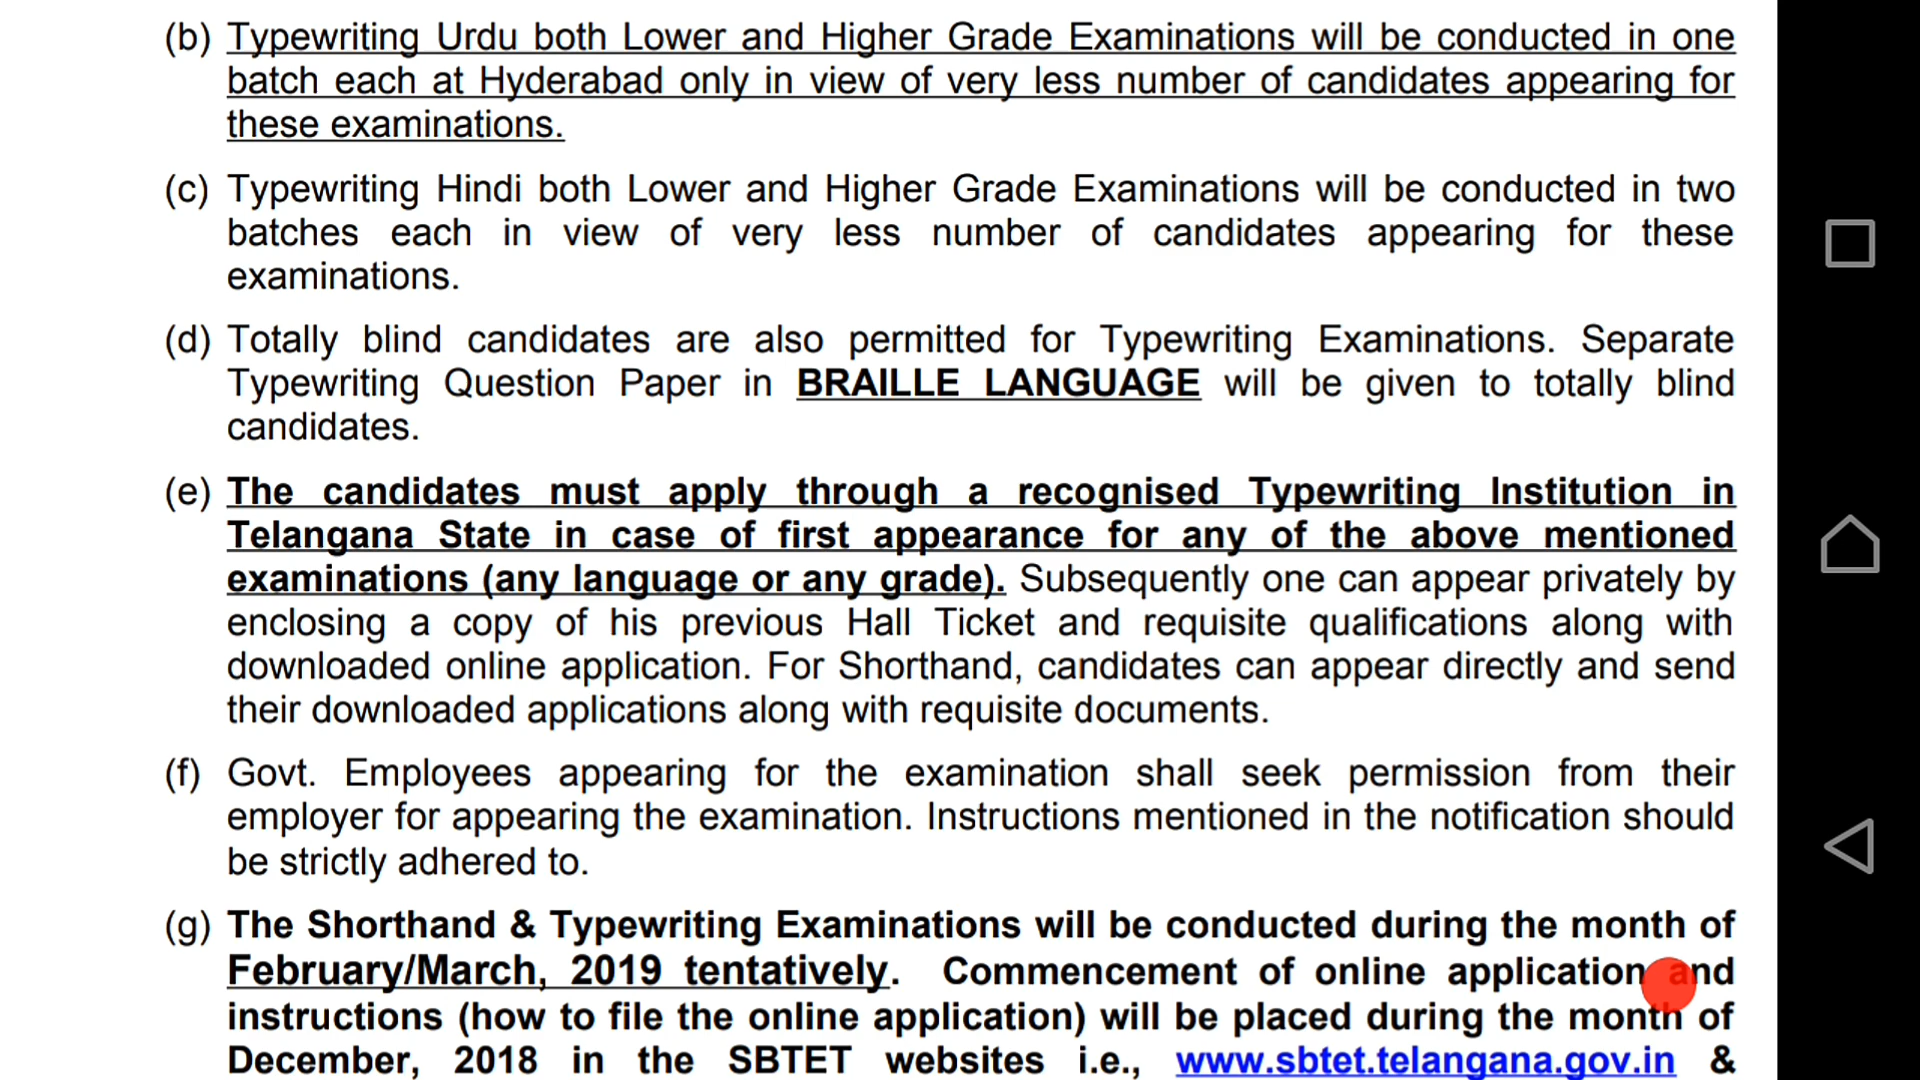 (b) Typewriting Urdu both Lower and Higher Grade Examinations will be conducted in one
batch each at Hyderabad only in view of very less number of candidates appearing for
these examinations.
(c) Typewriting Hindi both Lower and Higher Grade Examinations will be conducted in two
batches each in view of very less number of candidates appearing for these
examinations.
(d) Totally blind candidates are also permitted for Typewriting Examinations. Separate
Typewriting Question Paper in BRAILLE LANGUAGE will be given to totally blind
candidates.
(e) The candidates must apply through a recognised Typewriting Institution in
Telangana State in case of first appearance for any of the above mentioned
examinations (any language or any grade). Subsequently one can appear privately by
enclosing a copy of his previous Hall Ticket and requisite qualifications along with
downloaded online application. For Shorthand, candidates can appear directly and send
their downloaded applications along with requisite documents.
(f) Govt. Employees appearing for the examination shall seek permission from their
employer for appearing the examination. Instructions mentioned in the notification should
be strictly adhered to.
(g) The Shorthand & Typewriting Examinations will be conducted during the month of
February/March, 2019 tentatively. Commencement of online application and
instructions (how to file the online application) will be placed during the month of
December, 2018 in the SBTET websites i.e., www.sbtet.telangana.gov.in &